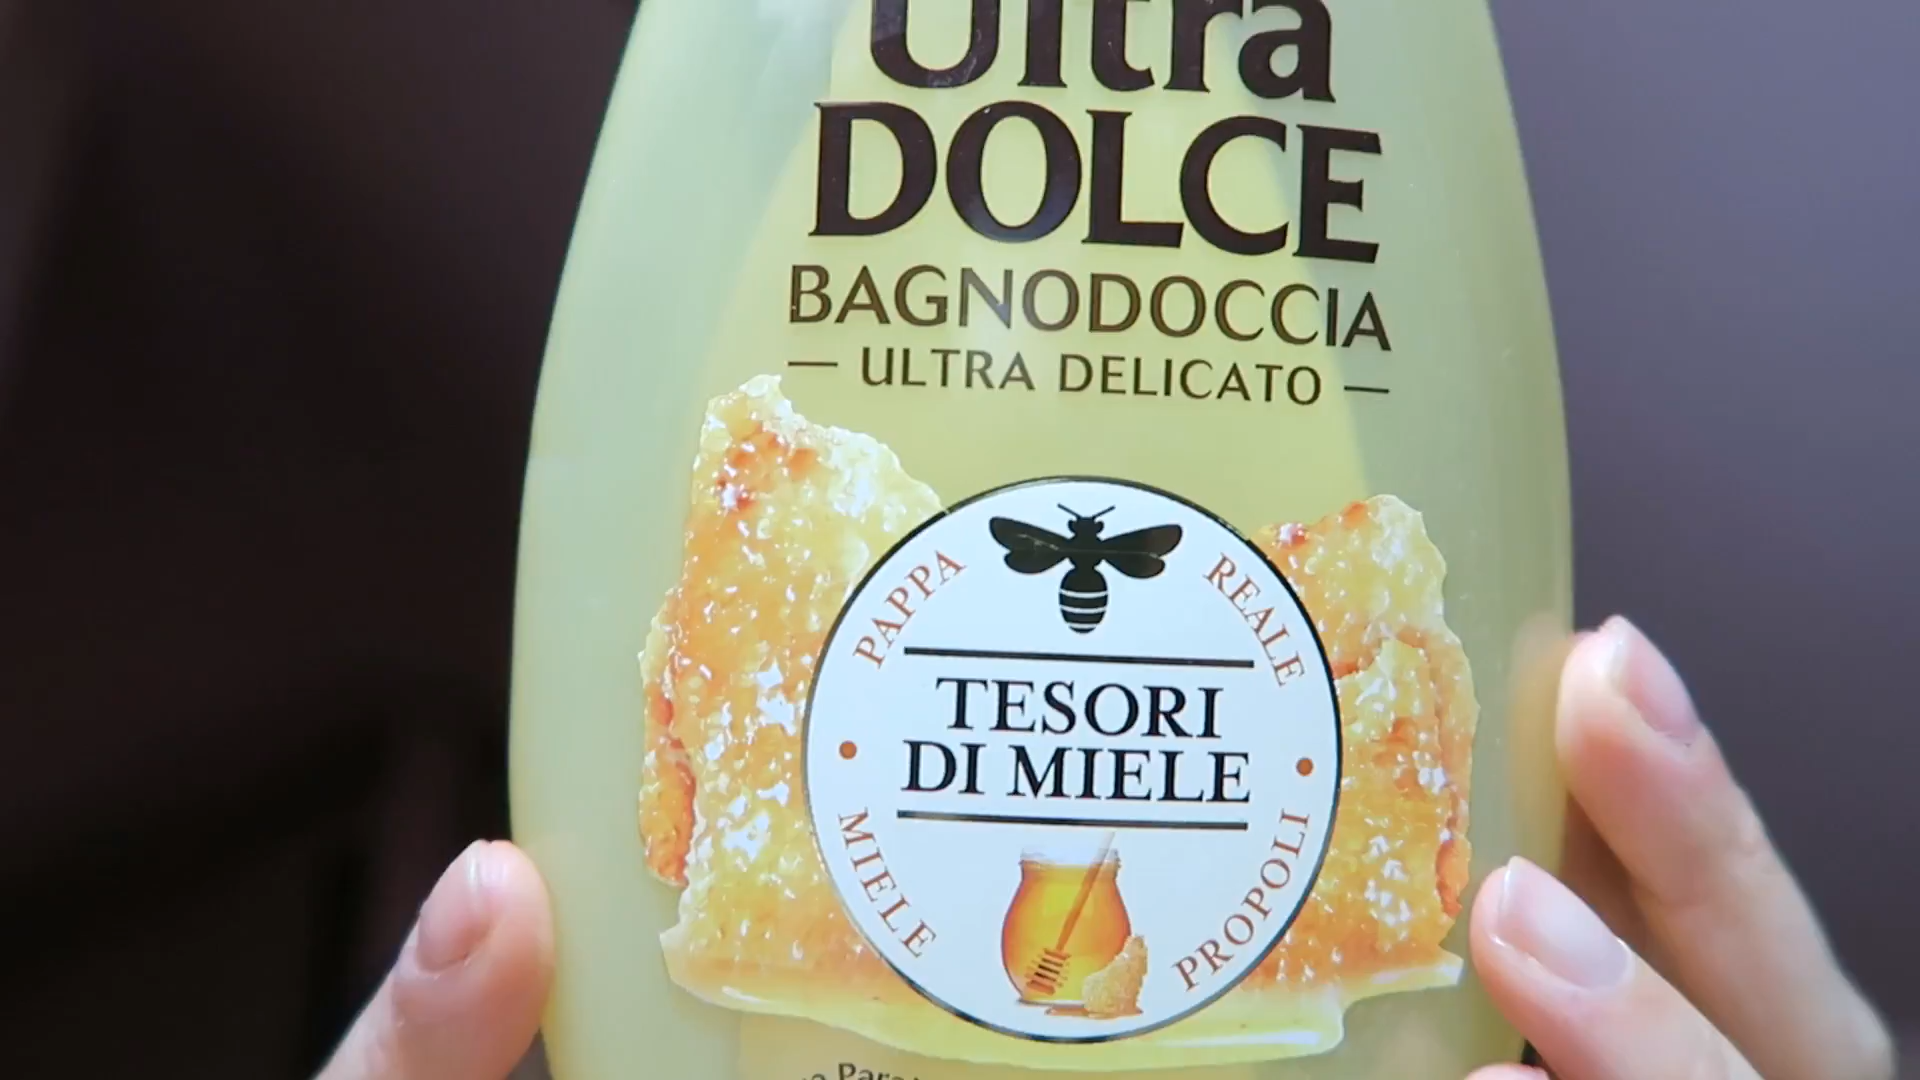 Ultra
DOLCE
BAGNODOCCIA
— ULTRA DELICATO —
PAPPA REALE
TESORI
DI MIELE
• MIELE
PROPOLI •